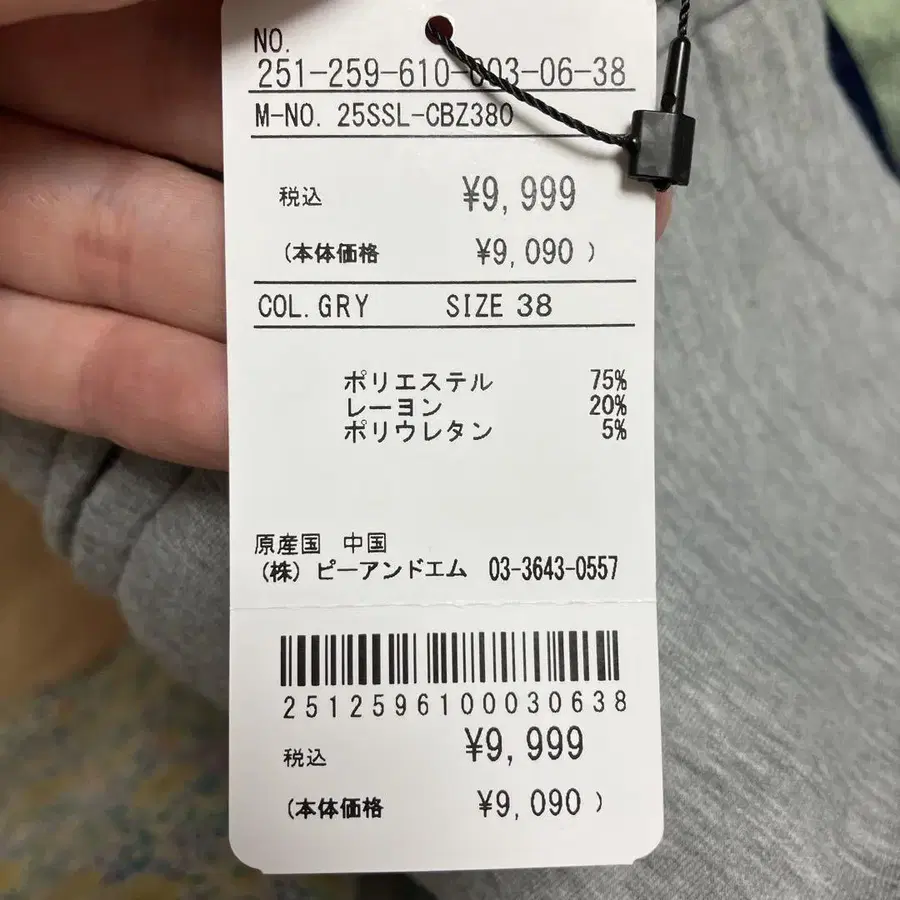 NO.
251-259-610-003-06-38
M-NO. 25SSL-CBZ380
税込 ¥9,999
(本体価格 ¥9,090 )
COL.GRY SIZE 38
ポリエステル 75%
レーヨン 20%
ポリウレタン 5%
原産国 中国
(株) ピーアンドエム 03-3643-0557
251259610003​0638
税込 ¥9,999
(本体価格 ¥9,090 )